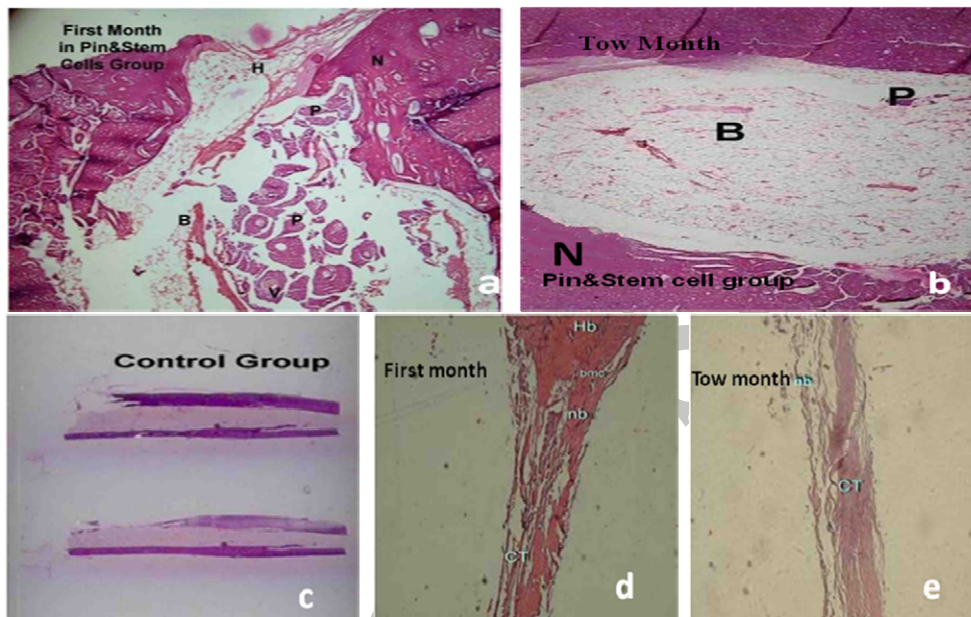 First Month
in Pin&Stem
Cells Group
H
N
P
B
P
V
a
Tow Month
P
B
N
Pin&Stem cell group
b
Control Group
c
First month
Hb
bmc
nb
CT
d
Tow month
CT
e